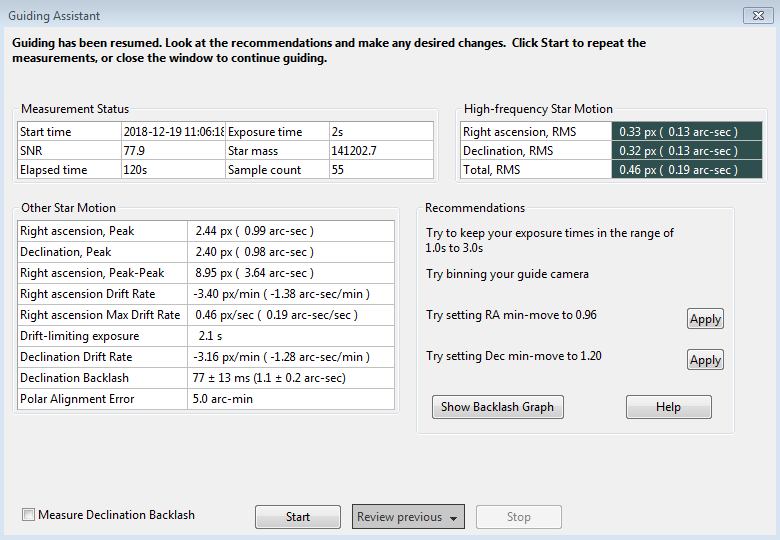 Guiding Assistant
Guiding has been resumed. Look at the recommendations and make any desired changes.  Click Start to repeat the
measurements, or close the window to continue guiding.
Measurement Status
Start time 2018-12-19 11:06:18 Exposure time 2s
SNR 77.9 Star mass 141202.7
Elapsed time 120s Sample count 55
High-frequency Star Motion
Right ascension, RMS 0.33 px ( 0.13 arc-sec )
Declination, RMS 0.32 px ( 0.13 arc-sec )
Total, RMS 0.46 px ( 0.19 arc-sec )
Other Star Motion
Right ascension, Peak 2.44 px ( 0.99 arc-sec )
Declination, Peak 2.40 px ( 0.98 arc-sec )
Right ascension, Peak-Peak 8.95 px ( 3.64 arc-sec )
Right ascension Drift Rate -3.40 px/min ( -1.38 arc-sec/min )
Right ascension Max Drift Rate 0.46 px/sec ( 0.19 arc-sec/sec )
Drift-limiting exposure 2.1 s
Declination Drift Rate -3.16 px/min ( -1.28 arc-sec/min )
Declination Backlash 77 ± 13 ms (1.1 ± 0.2 arc-sec)
Polar Alignment Error 5.0 arc-min
Recommendations
Try to keep your exposure times in the range of
1.0s to 3.0s
Try binning your guide camera
Try setting RA min-move to 0.96 Apply
Try setting Dec min-move to 1.20 Apply
Show Backlash Graph Help
Measure Declination Backlash Start Review previous Stop